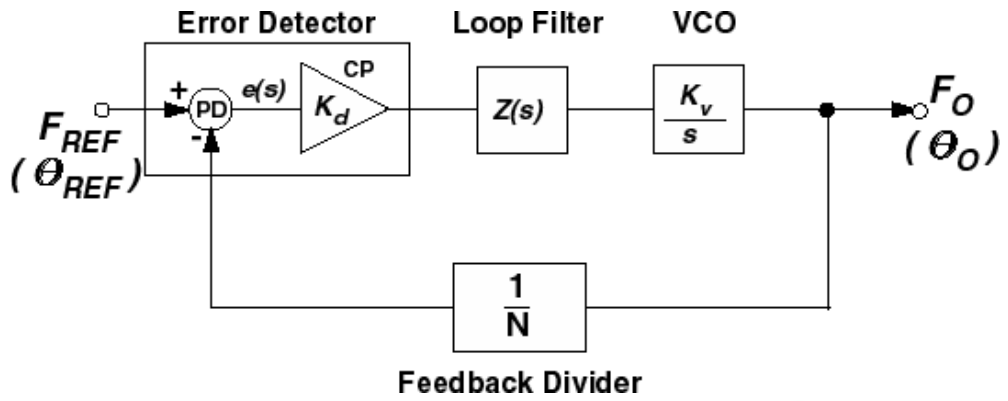 Error Detector
Loop Filter
VCO
CP
+
PD
e(s)
K_d
Z(s)
K_v
s
-
F_REF
(θ_REF)
F_O
(θ_O)
1
N
Feedback Divider